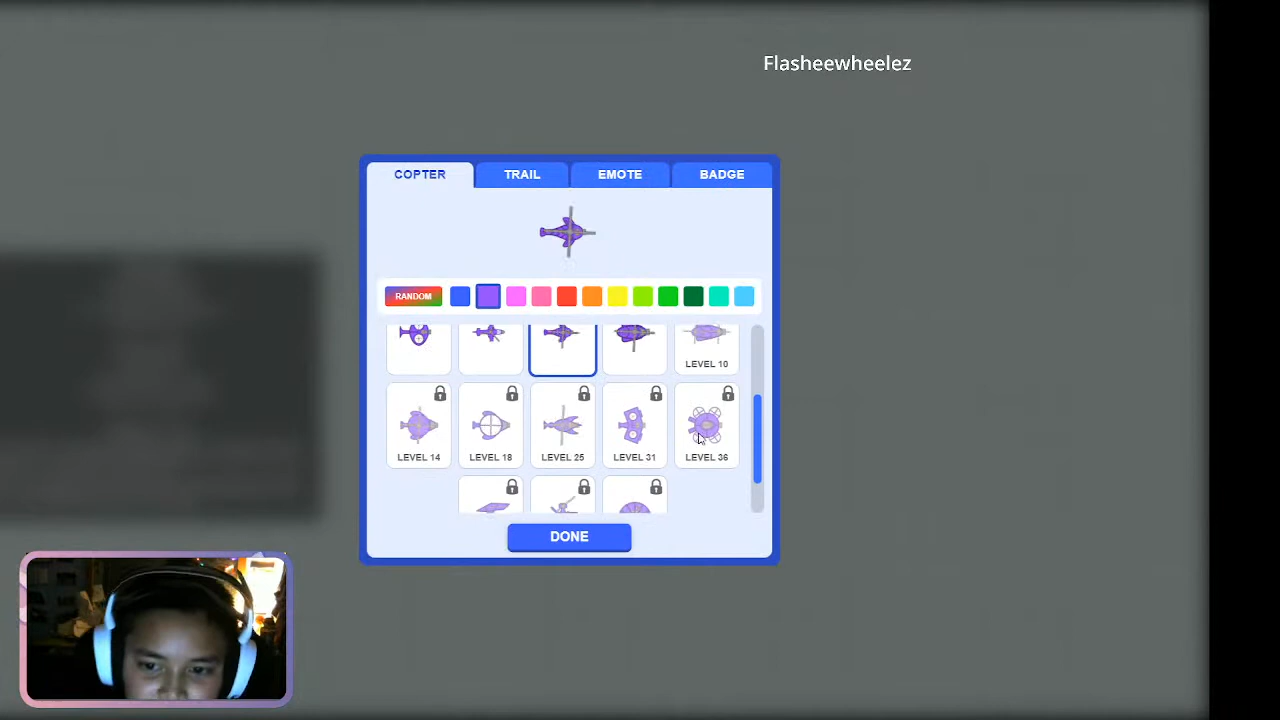 Flasheewheelez
COPTER TRAIL EMOTE BADGE
RANDOM
LEVEL 10
LEVEL 14 LEVEL 18 LEVEL 25 LEVEL 31 LEVEL 36
DONE